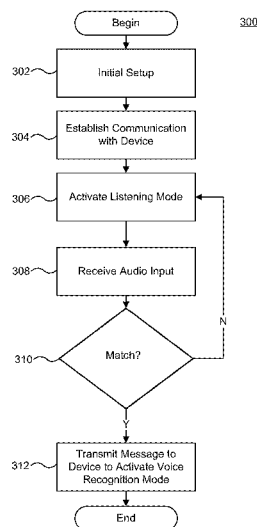 Begin
300
302
Initial Setup
304
Establish Communication
with Device
306
Activate Listening Mode
308
Receive Audio Input
N
310
Match?
Y
312
Transmit Message to
Device to Activate Voice
Recognition Mode
End